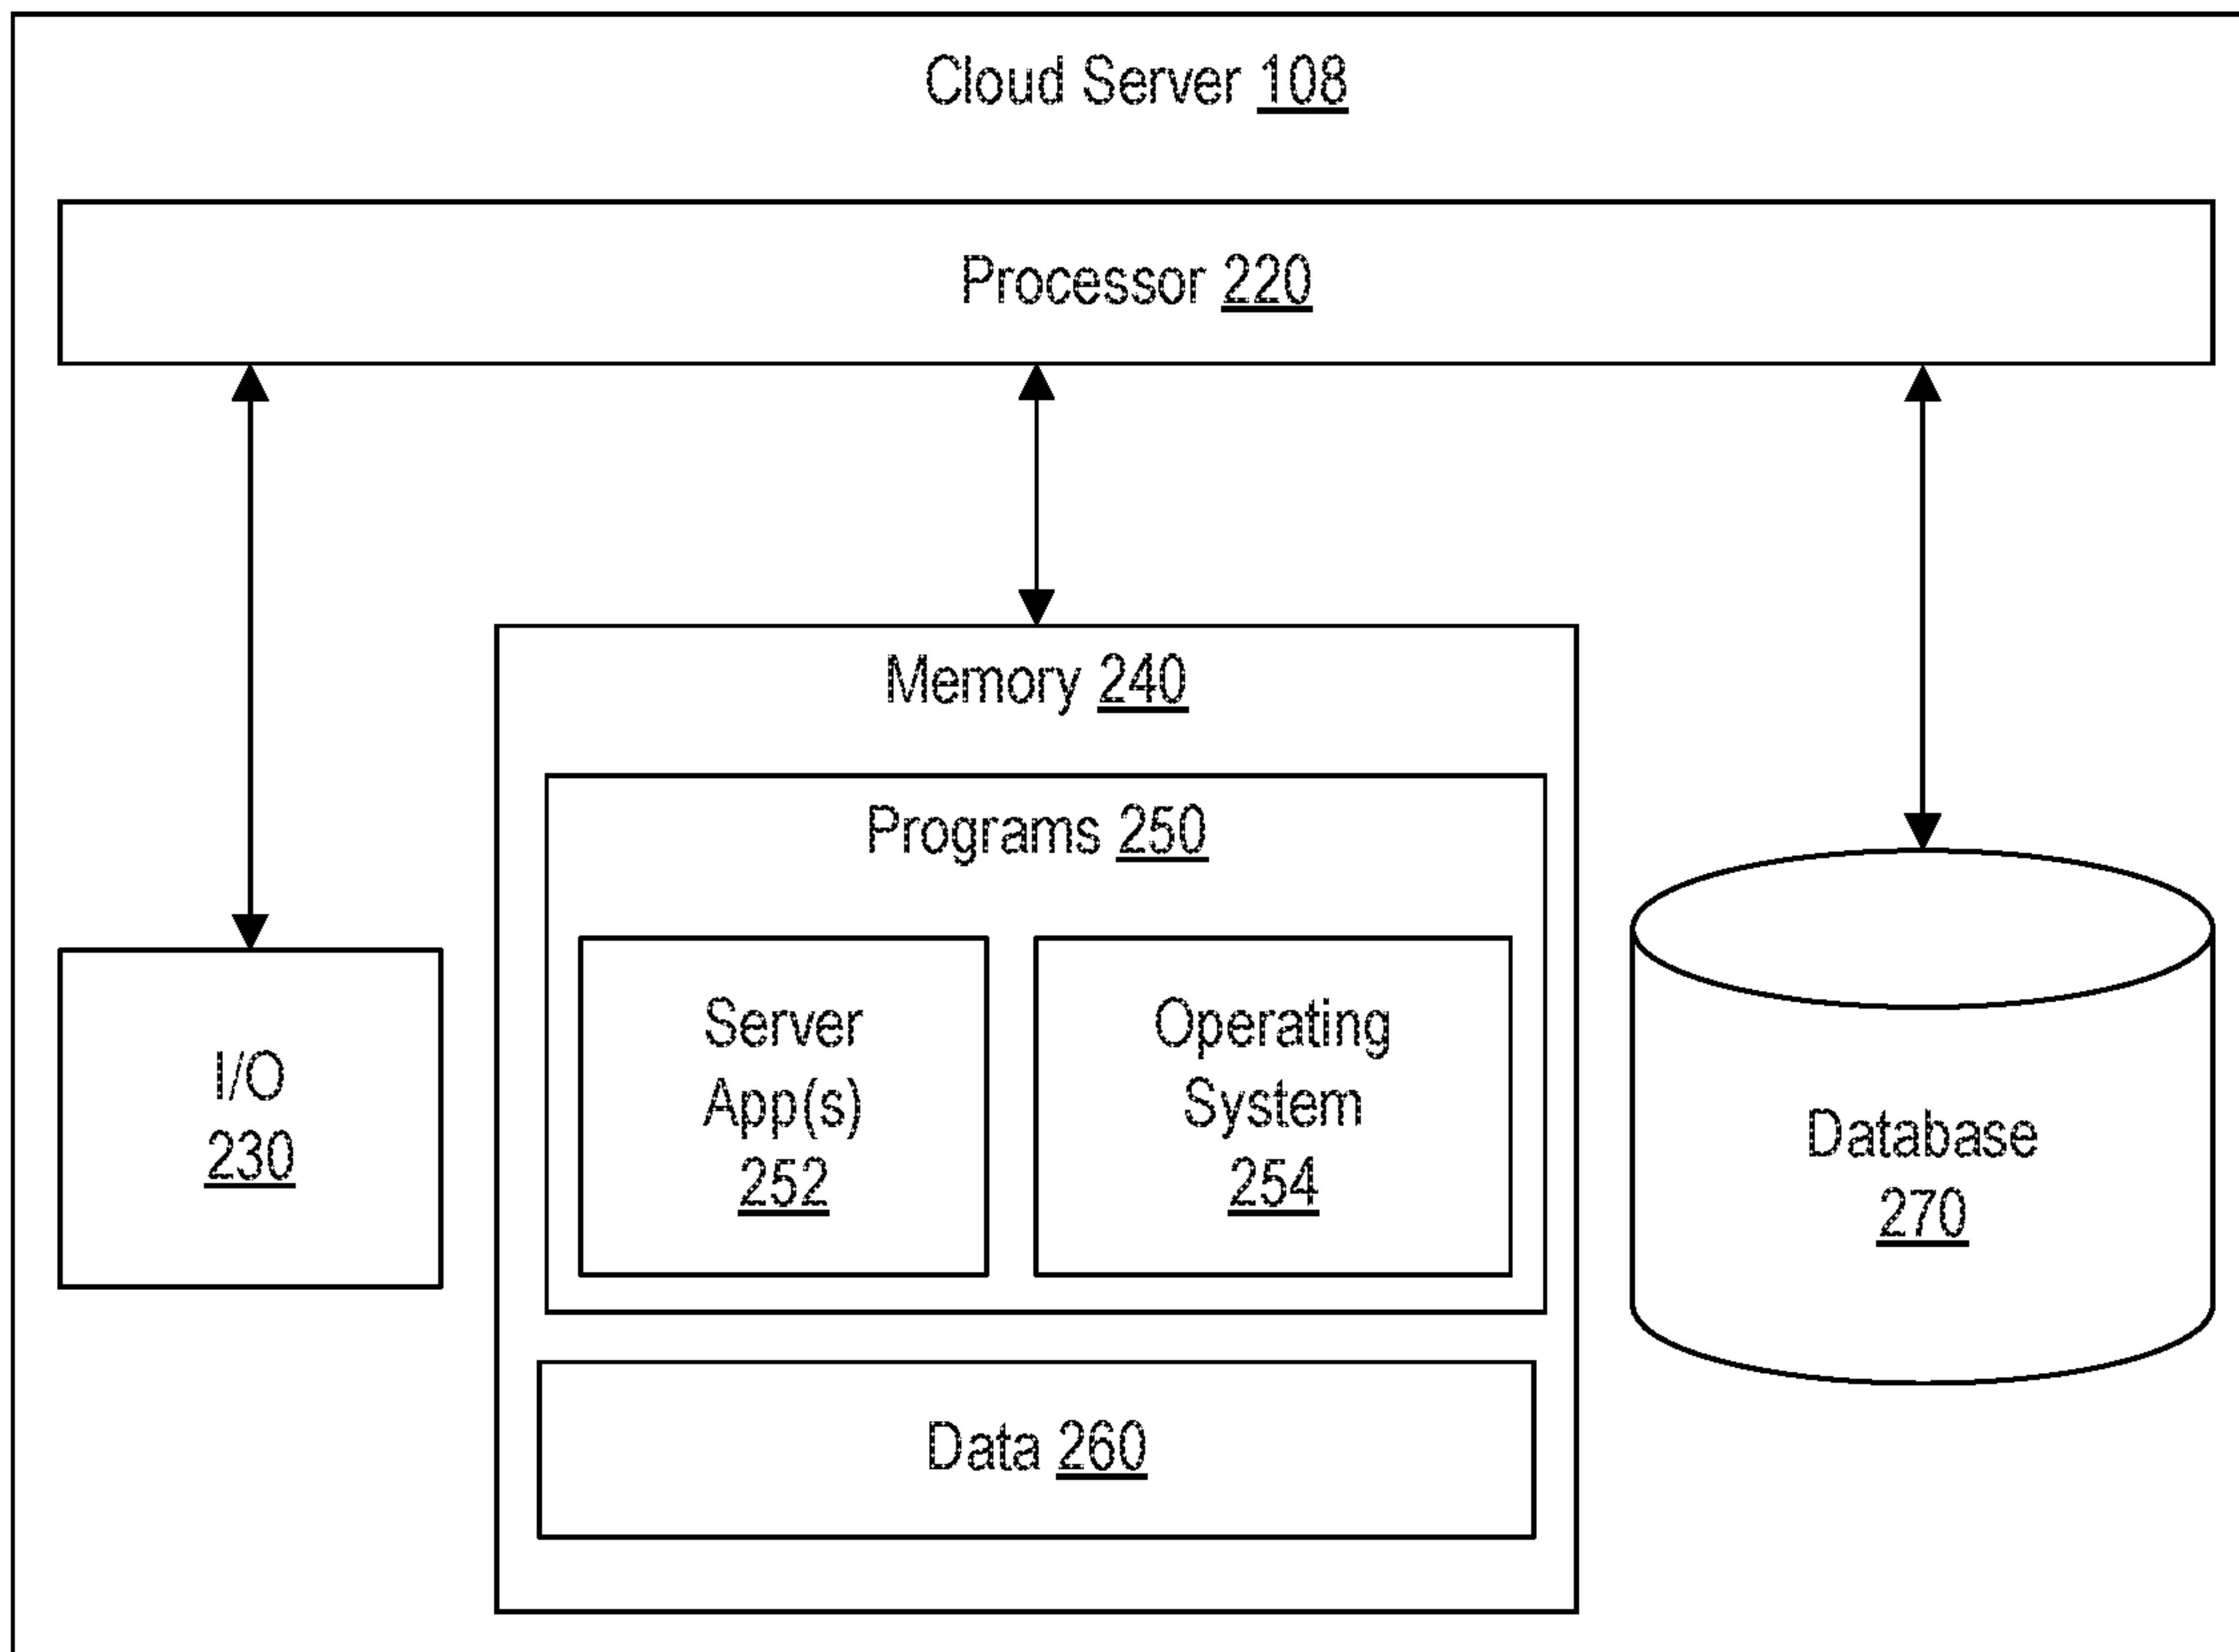 Cloud Server 108
Processor 220
Memory 240
Programs 250
Server
App(s)
252
Operating
System
254
I/O
230
Database
270
Data 260